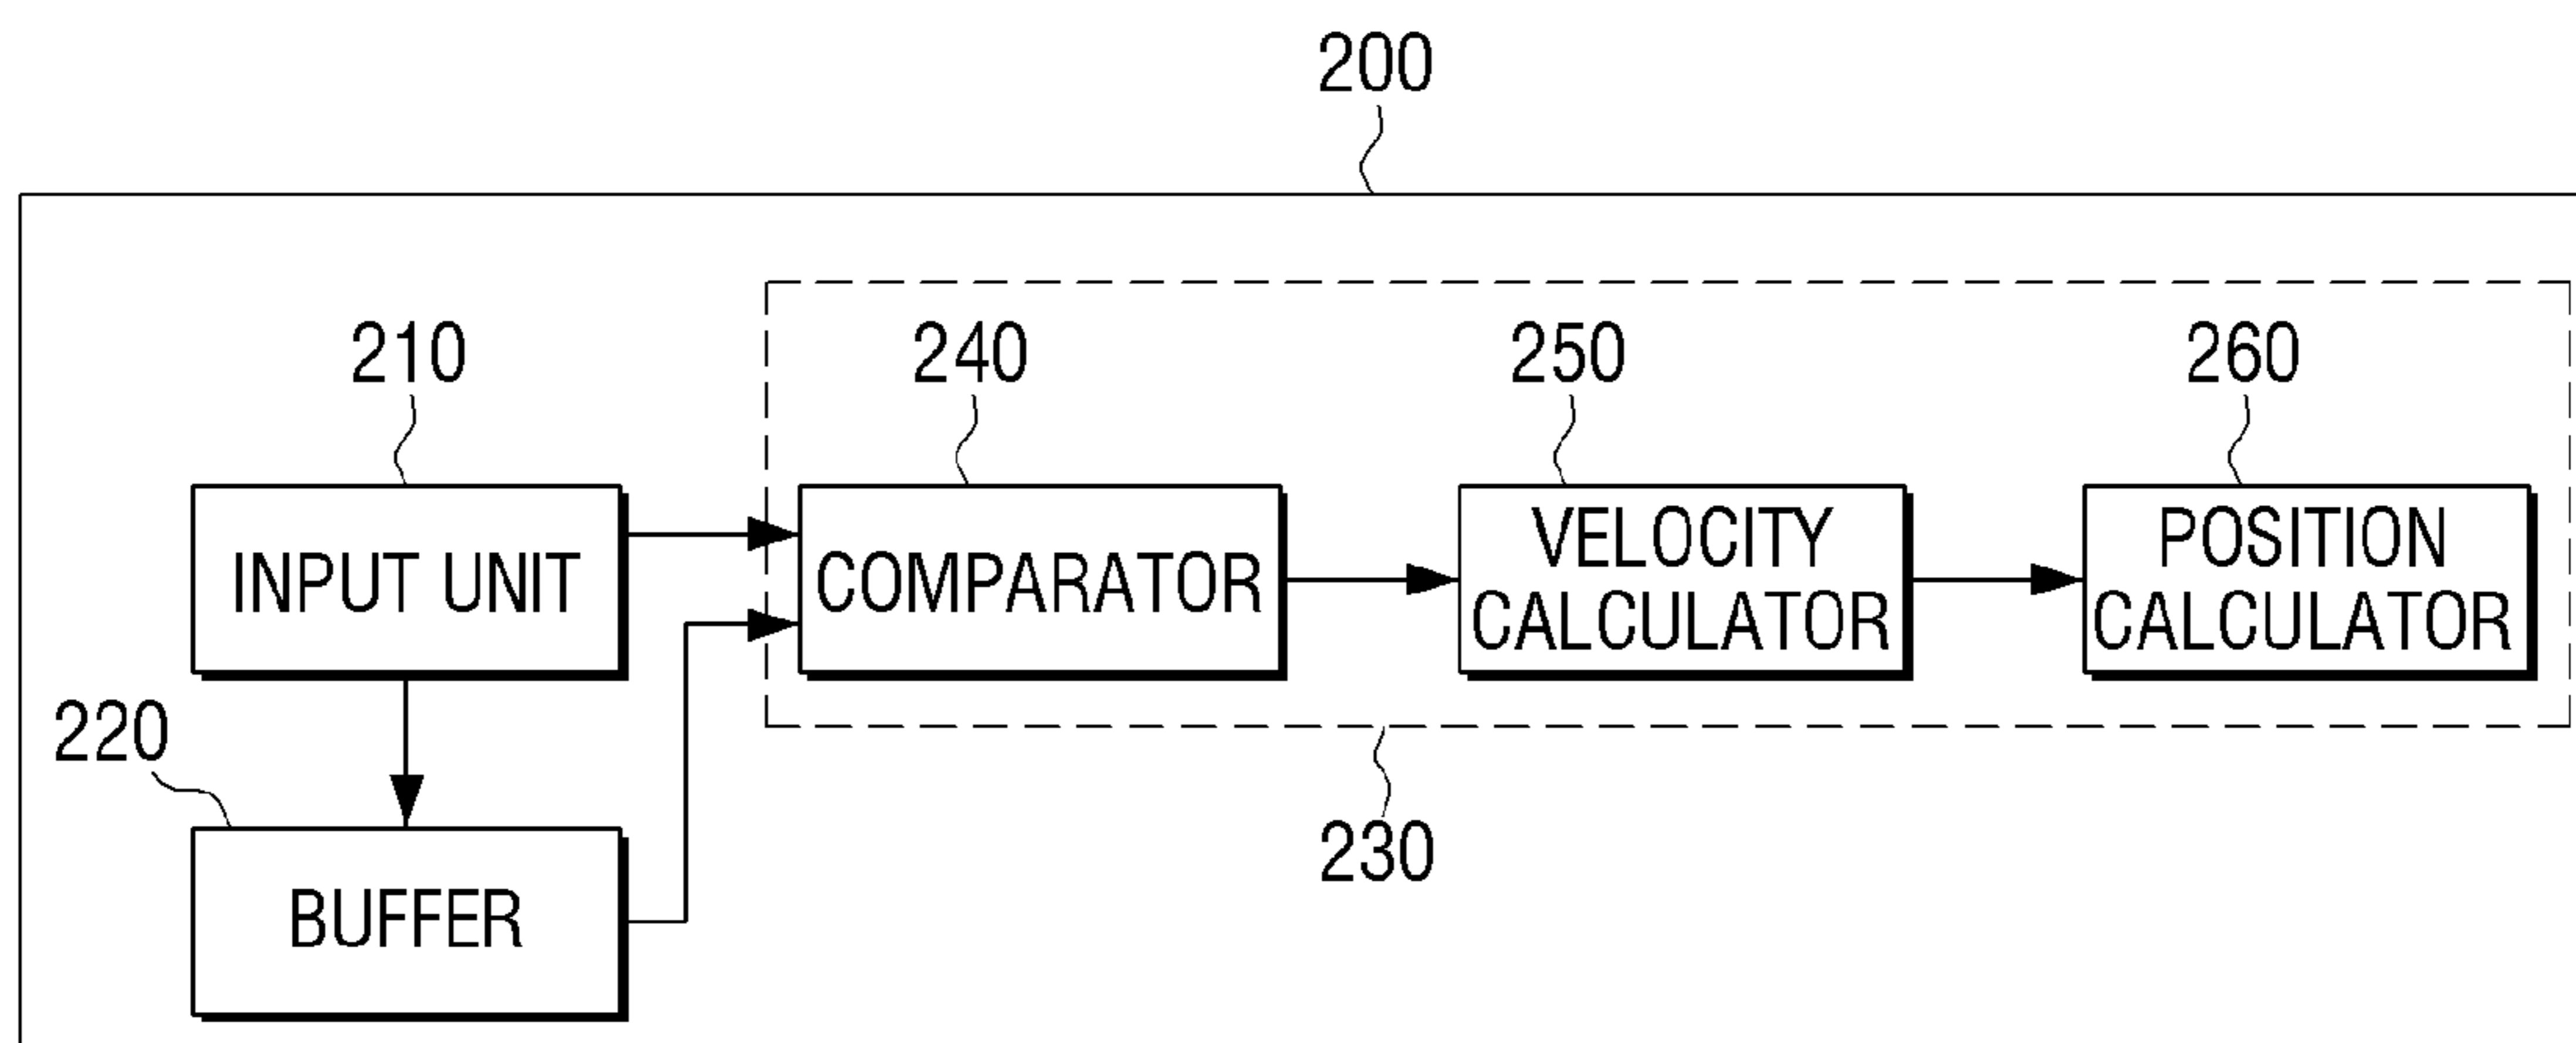 200
210
240
250
260
INPUT UNIT
COMPARATOR
VELOCITY
CALCULATOR
POSITION
CALCULATOR
220
230
BUFFER